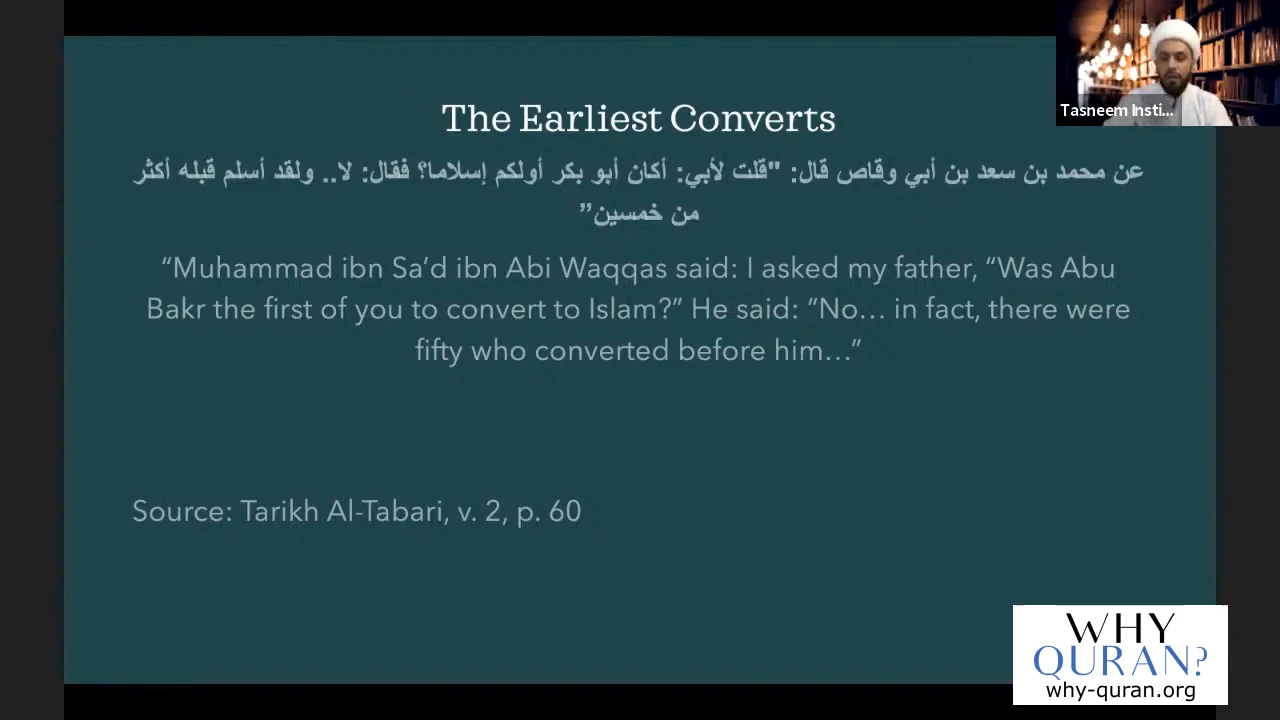 Tasneem Insti...
The Earliest Converts
عن محمد بن سعد بن أبي وقاص قال: "قلت لأبي: أكان أبو بكر أولكم إسلاما؟ فقال: لا.. ولقد أسلم قبله أكثر
من خمسين”
“Muhammad ibn Sa’d ibn Abi Waqqas said: I asked my father, “Was Abu
Bakr the first of you to convert to Islam?” He said: “No… in fact, there were
fifty who converted before him…”
Source: Tarikh Al-Tabari, v. 2, p. 60
WHY
QURAN?
why-quran.org